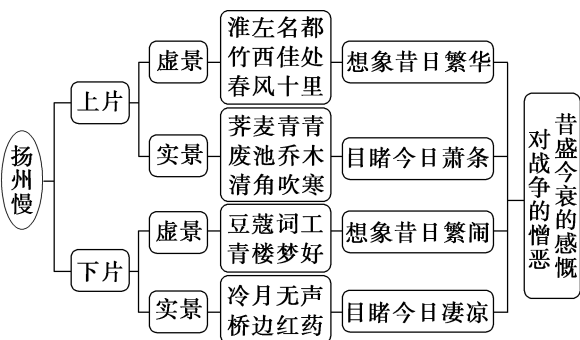 扬州慢
上片
虚景
淮左名都
竹西佳处
春风十里
想象昔日繁华
实景
荠麦青青
废池乔木
清角吹寒
目睹今日萧条
下片
虚景
豆蔻词工
青楼梦好
想象昔日繁闹
实景
冷月无声
桥边红药
目睹今日凄凉
昔盛今衰的感慨
对战争的憎恶